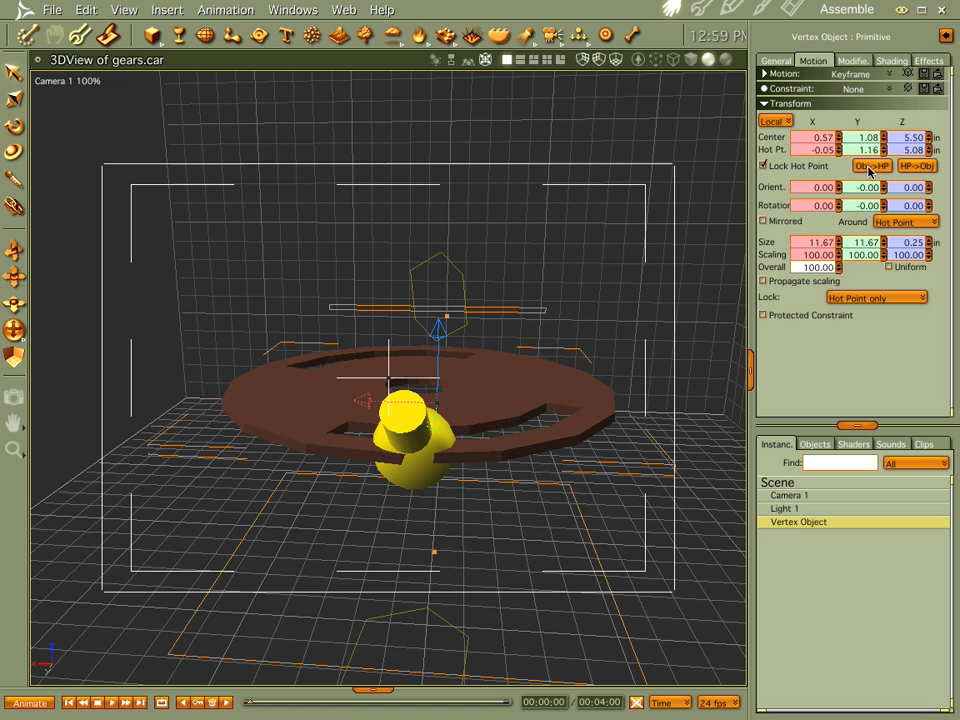 File Edit View Insert Animation Windows Web Help Assemble
12:59 PM
Vertex Object : Primitive
3DView of gears.car
General Motion Modifie. Shading Effects
Camera 1 100%
Motion: Keyframe
Constraint: None
Transform
Local X Y Z
Center 0.57 1.08 5.50 in
Hot Pt. -0.05 1.16 5.08
Lock Hot Point Obj->HP HP->Obj
Orient. 0.00 -0.00 0.00
Rotation 0.00 -0.00 0.00
Mirrored Around Hot Point
Size 11.67 11.67 0.25 in
Scaling 100.00 100.00 100.00
Overall 100.00 Uniform
Propagate scaling
Lock: Hot Point only
Protected Constraint
Instanc. Objects Shaders Sounds Clips
Find: All
Scene
Camera 1
Light 1
Vertex Object
Animate 00:00:00 / 00:04:00 Time 24 fps